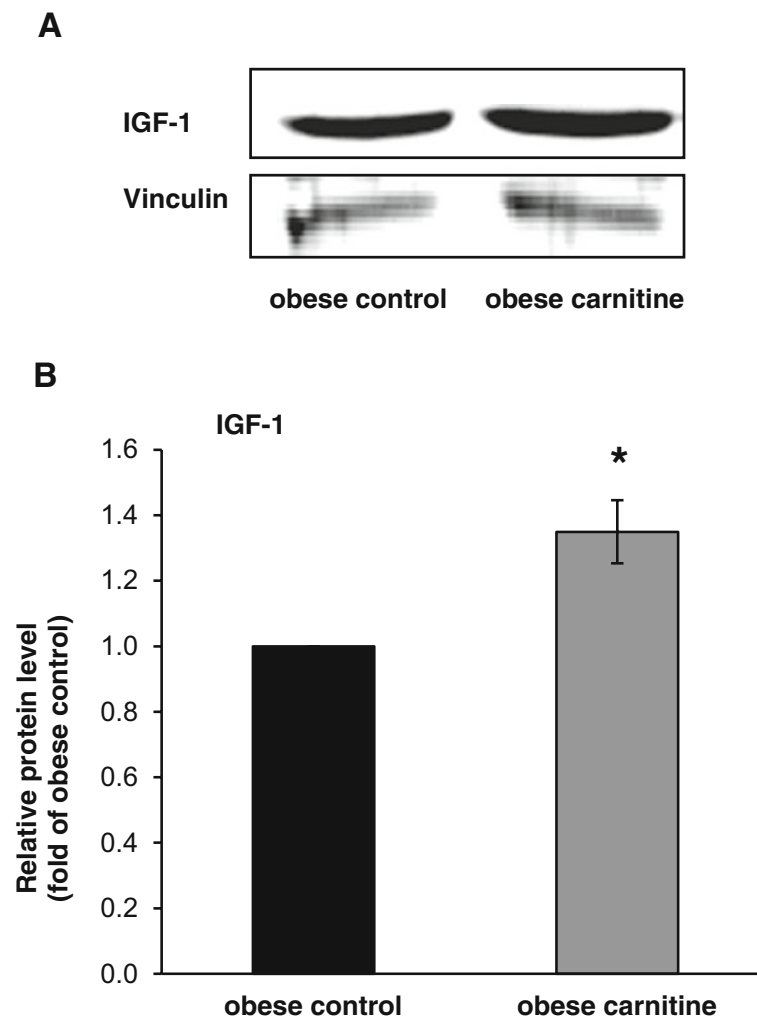 A
IGF-1
Vinculin
obese control obese carnitine
B
IGF-1
1.6
1.4
1.2
1.0
0.8
0.6
0.4
0.2
0.0
Relative protein level
(fold of obese control)
*
obese control obese carnitine